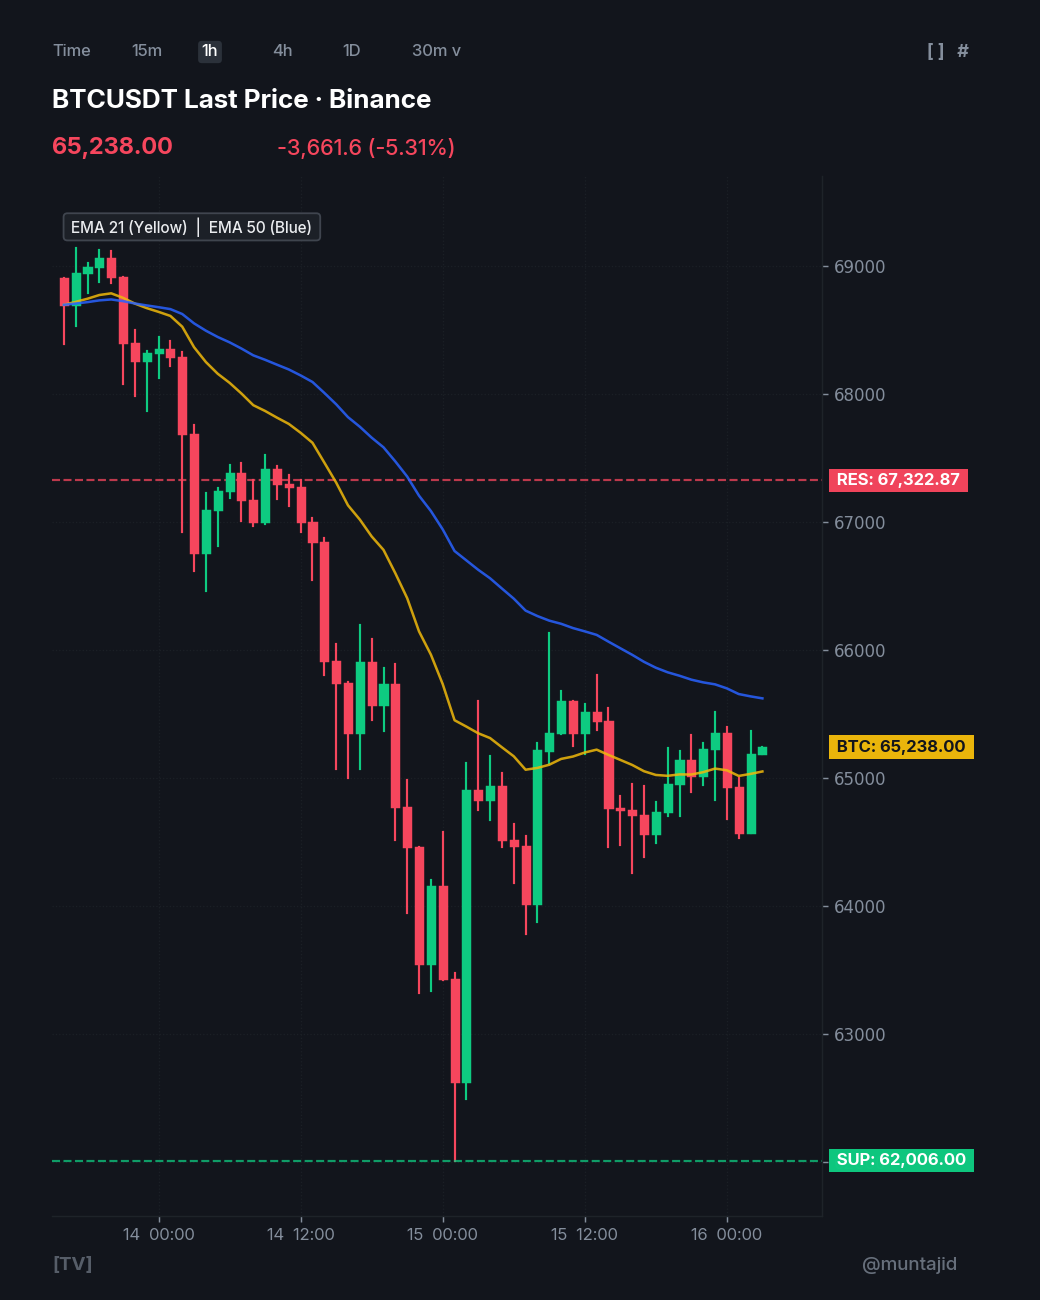 Time 15m 1h 4h 1D 30m v [ ] #
BTCUSDT Last Price · Binance
65,238.00 -3,661.6 (-5.31%)
EMA 21 (Yellow) | EMA 50 (Blue)
69000
68000
RES: 67,322.87
67000
66000
BTC: 65,238.00
65000
64000
63000
SUP: 62,006.00
14 00:00 14 12:00 15 00:00 15 12:00 16 00:00
[TV] @muntajid